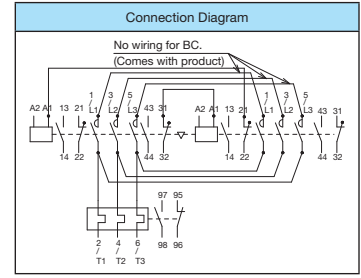 Connection Diagram
No wiring for BC.
(Comes with product)
1 3 5 1 3 5
/ / / / / /
A2 A1 13 21 L1 L2 L3 43 31 A2 A1 13 21 L1 L2 L3 43 31
14 22 44 32 14 22 44 32
97 95
2 4 6 98 96
/ / /
T1 T2 T3